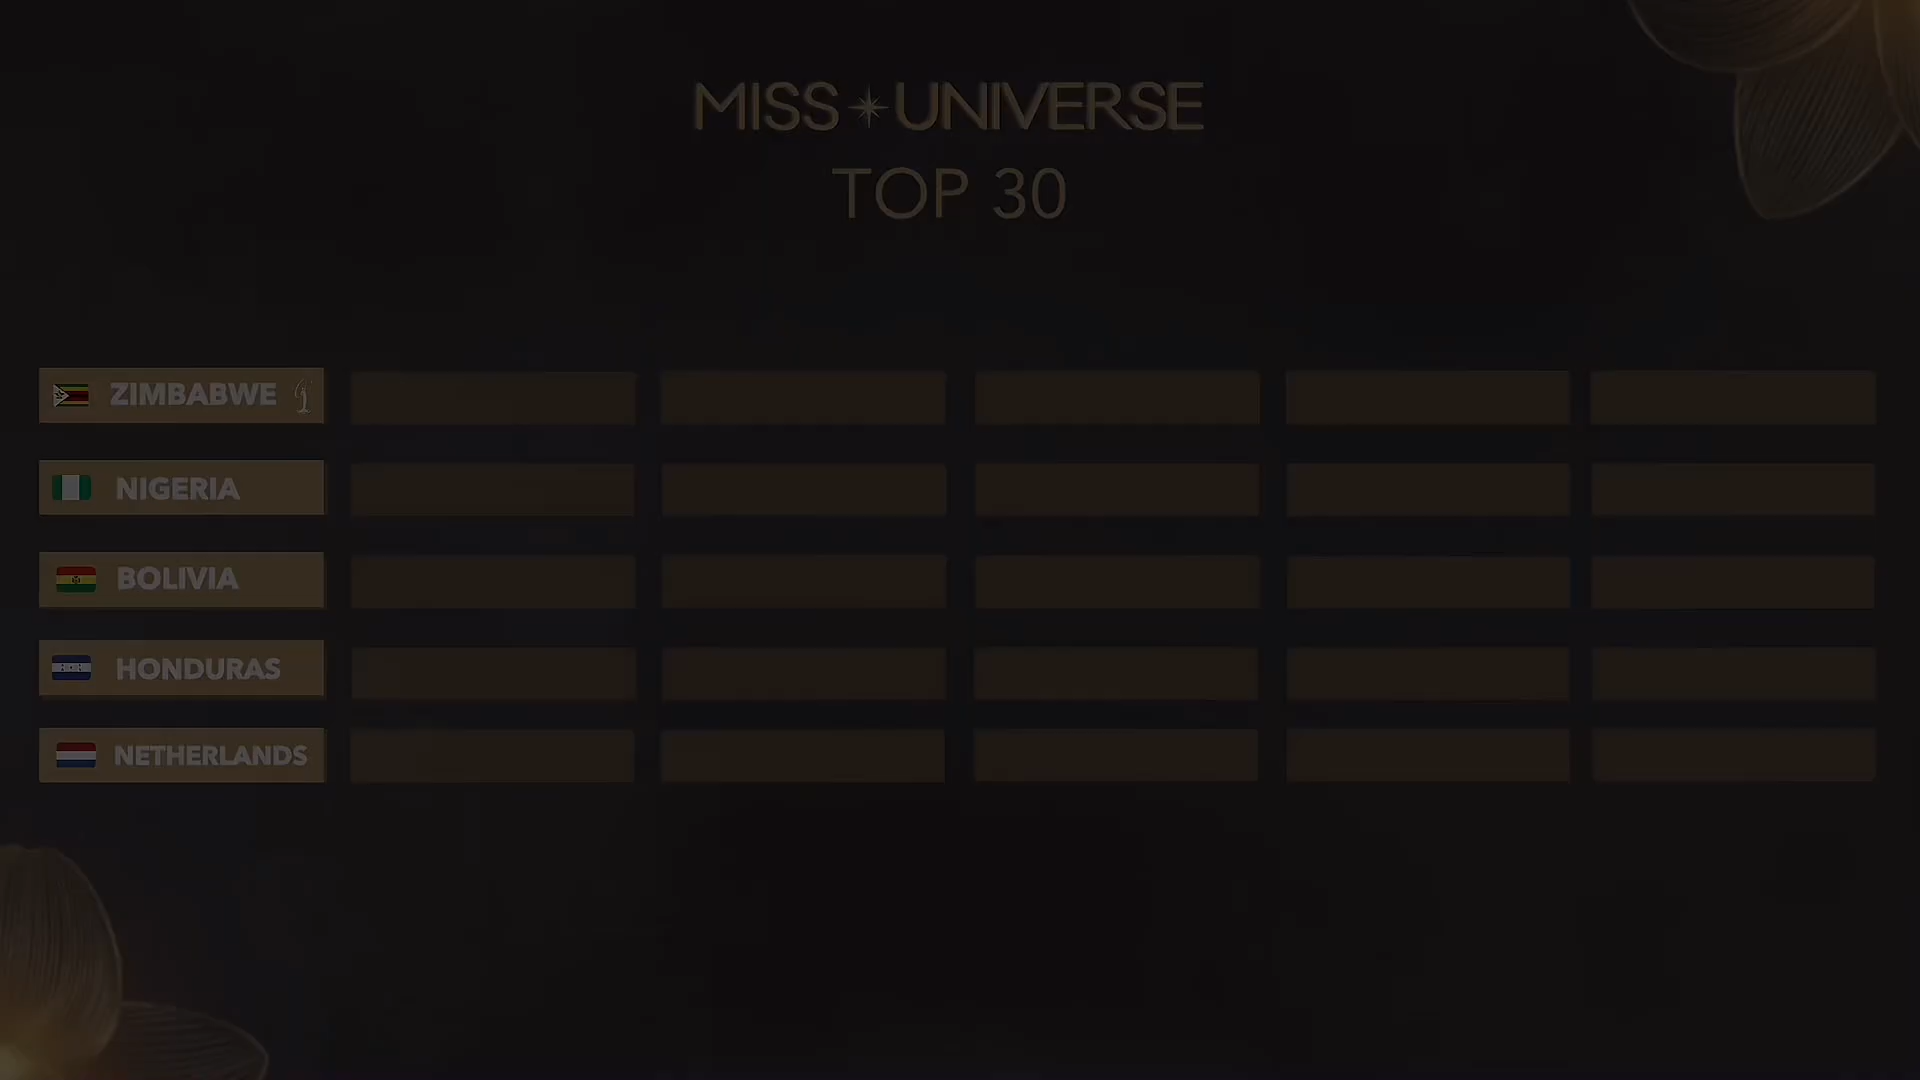 MISS UNIVERSE
TOP 30
ZIMBABWE
NIGERIA
BOLIVIA
HONDURAS
NETHERLANDS